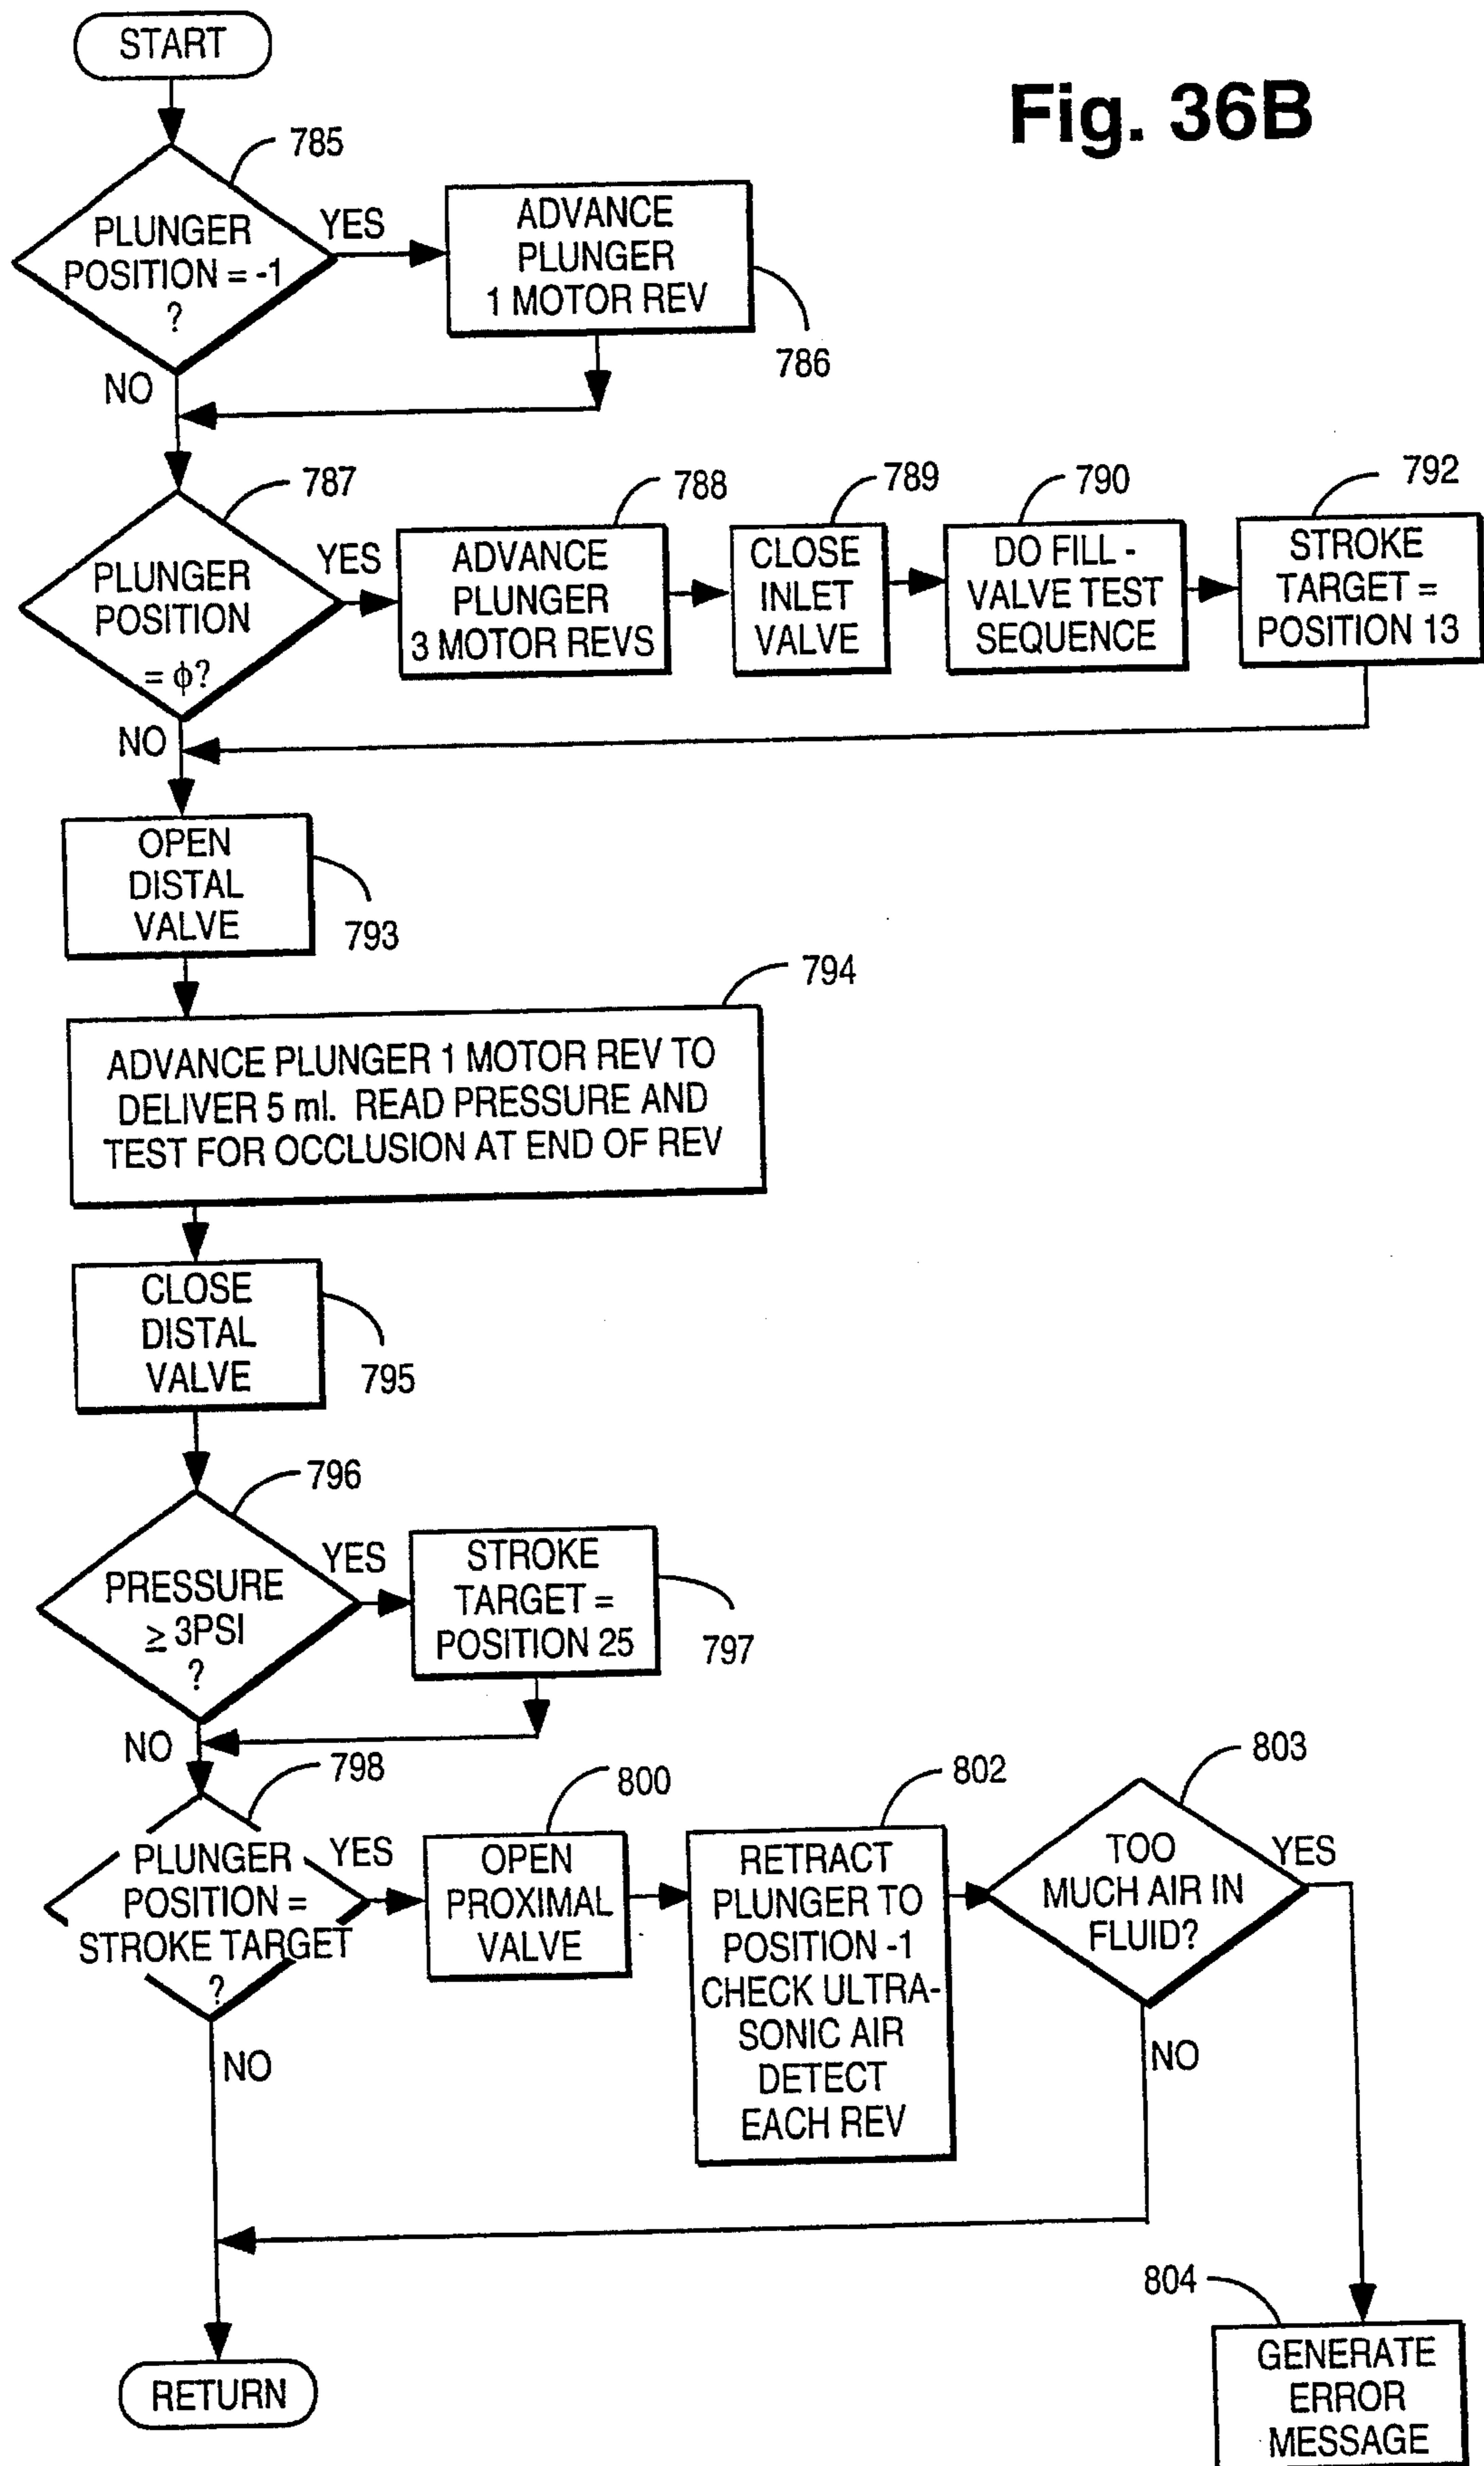 START
Fig. 36B
785
PLUNGER
POSITION = -1
?
YES
ADVANCE
PLUNGER
1 MOTOR REV
786
NO
787
PLUNGER
POSITION
= ϕ?
YES
788
ADVANCE
PLUNGER
3 MOTOR REVS
789
CLOSE
INLET
VALVE
790
DO FILL -
VALVE TEST
SEQUENCE
792
STROKE
TARGET =
POSITION 13
NO
OPEN
DISTAL
VALVE
793
794
ADVANCE PLUNGER 1 MOTOR REV TO
DELIVER 5 ml. READ PRESSURE AND
TEST FOR OCCLUSION AT END OF REV
CLOSE
DISTAL
VALVE
795
796
PRESSURE
≥ 3PSI
?
YES
STROKE
TARGET =
POSITION 25
797
NO
798
PLUNGER
POSITION =
STROKE TARGET
?
YES
800
OPEN
PROXIMAL
VALVE
802
RETRACT
PLUNGER TO
POSITION -1
CHECK ULTRA-
SONIC AIR
DETECT
EACH REV
803
TOO
MUCH AIR IN
FLUID?
YES
NO
NO
804
GENERATE
ERROR
MESSAGE
RETURN